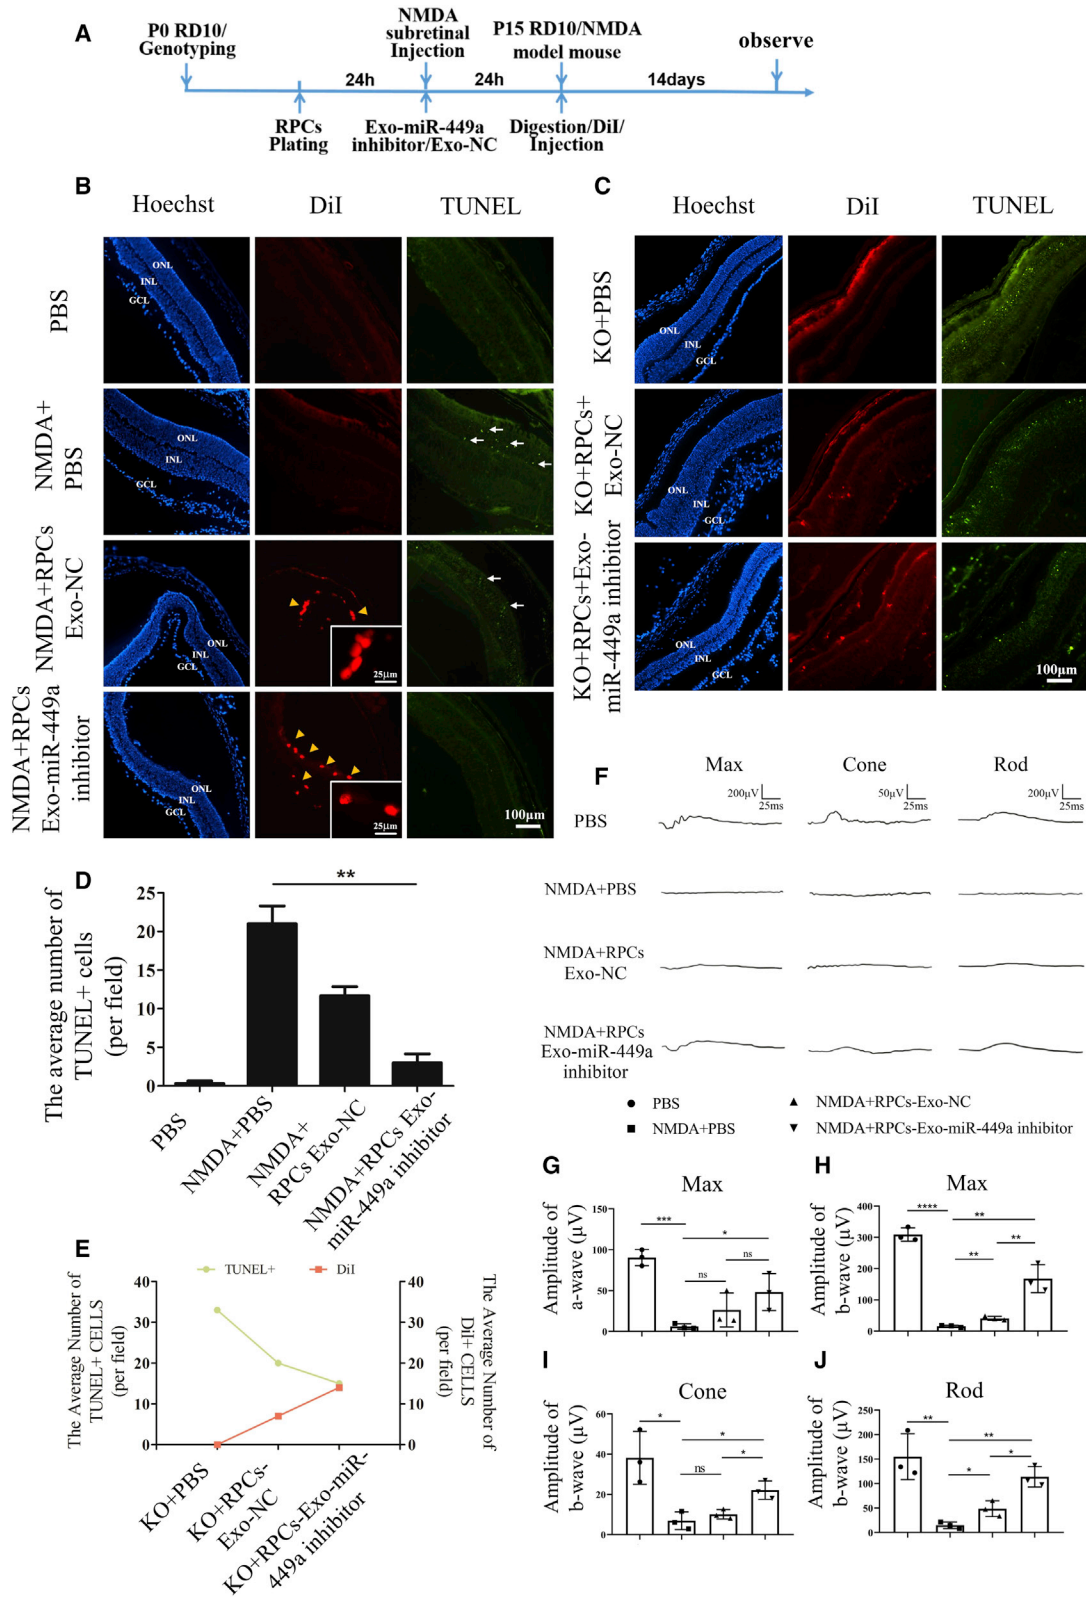 A
P0 RD10/
Genotyping
NMDA
subretinal
Injection
P15 RD10/NMDA
model mouse
observe
24h
24h
14days
RPCs
Plating
Exo-miR-449a
inhibitor/Exo-NC
Digestion/DiI/
Injection
B
Hoechst
DiI
TUNEL
PBS
ONL
INL
GCL
NMDA+
PBS
ONL
INL
GCL
NMDA+RPCs
Exo-NC
ONL
INL
GCL
25µm
NMDA+RPCs
Exo-miR-449a
inhibitor
ONL
INL
GCL
25µm
100µm
C
Hoechst
DiI
TUNEL
KO+PBS
ONL
INL
GCL
KO+RPCs+
Exo-NC
ONL
INL
GCL
KO+RPCs+Exo-
miR-449a inhibitor
ONL
INL
GCL
100µm
D
The average number of
TUNEL+ cells
(per field)
25
20
15
10
5
0
**
PBS
NMDA+PBS
NMDA+
RPCs Exo-NC
NMDA+RPCs Exo-
miR-449a inhibitor
E
TUNEL+
DiI
The Average Number of
TUNEL+ CELLS
(per field)
40
30
20
10
0
40
30
20
10
0
The Average Number of
DiI+ CELLS
(per field)
KO+PBS
KO+RPCs-
Exo-NC
KO+RPCs-Exo-miR-
449a inhibitor
F
Max
Cone
Rod
200µV
25ms
50µV
25ms
200µV
25ms
PBS
NMDA+PBS
NMDA+RPCs
Exo-NC
NMDA+RPCs
Exo-miR-449a
inhibitor
PBS
NMDA+PBS
NMDA+RPCs-Exo-NC
NMDA+RPCs-Exo-miR-449a inhibitor
G
Max
Amplitude of
a-wave (µV)
150
100
50
0
***
*
ns
ns
H
Max
Amplitude of
b-wave (µV)
400
300
200
100
0
****
**
**
**
I
Cone
Amplitude of
b-wave (µV)
60
40
20
0
*
*
ns
*
J
Rod
Amplitude of
b-wave (µV)
250
200
150
100
50
0
**
**
*
*